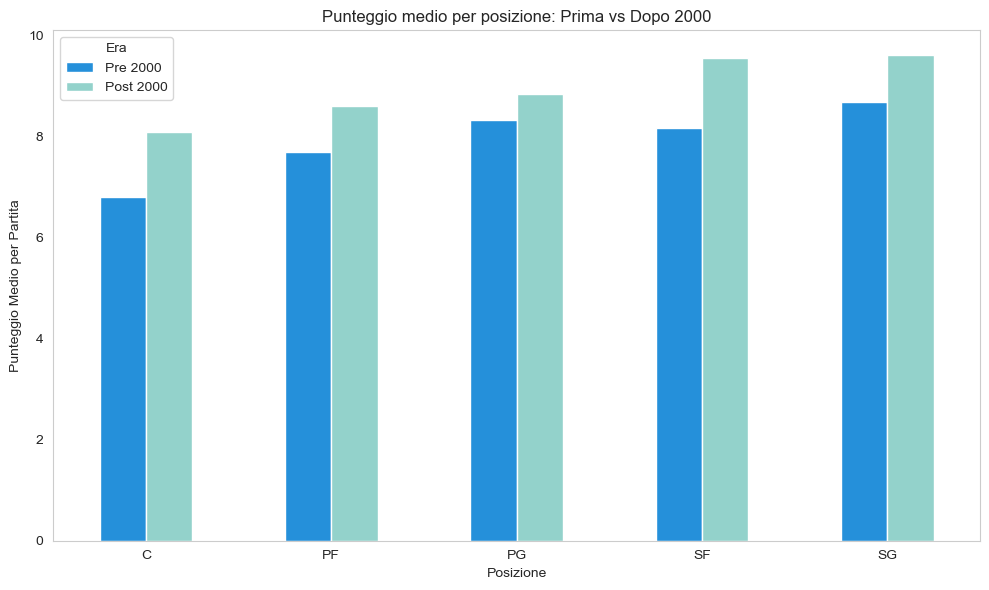 Punteggio medio per posizione: Prima vs Dopo 2000
Era
Pre 2000
Post 2000
Punteggio Medio per Partita
10
8
6
4
2
0
C PF PG SF SG
Posizione